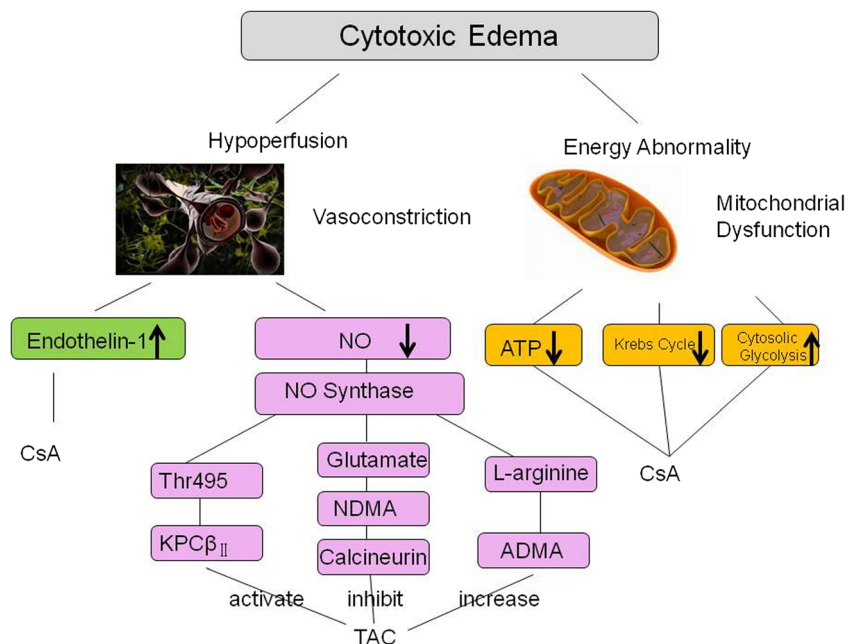 Cytotoxic Edema
Hypoperfusion
Energy Abnormality
Vasoconstriction
Mitochondrial
Dysfunction
Endothelin-1
NO
ATP
Krebs Cycle
Cytosolic
Glycolysis
NO Synthase
CsA
Glutamate
Thr495
L-arginine
CsA
NDMA
KPCβII
Calcineurin
ADMA
activate
inhibit
increase
TAC